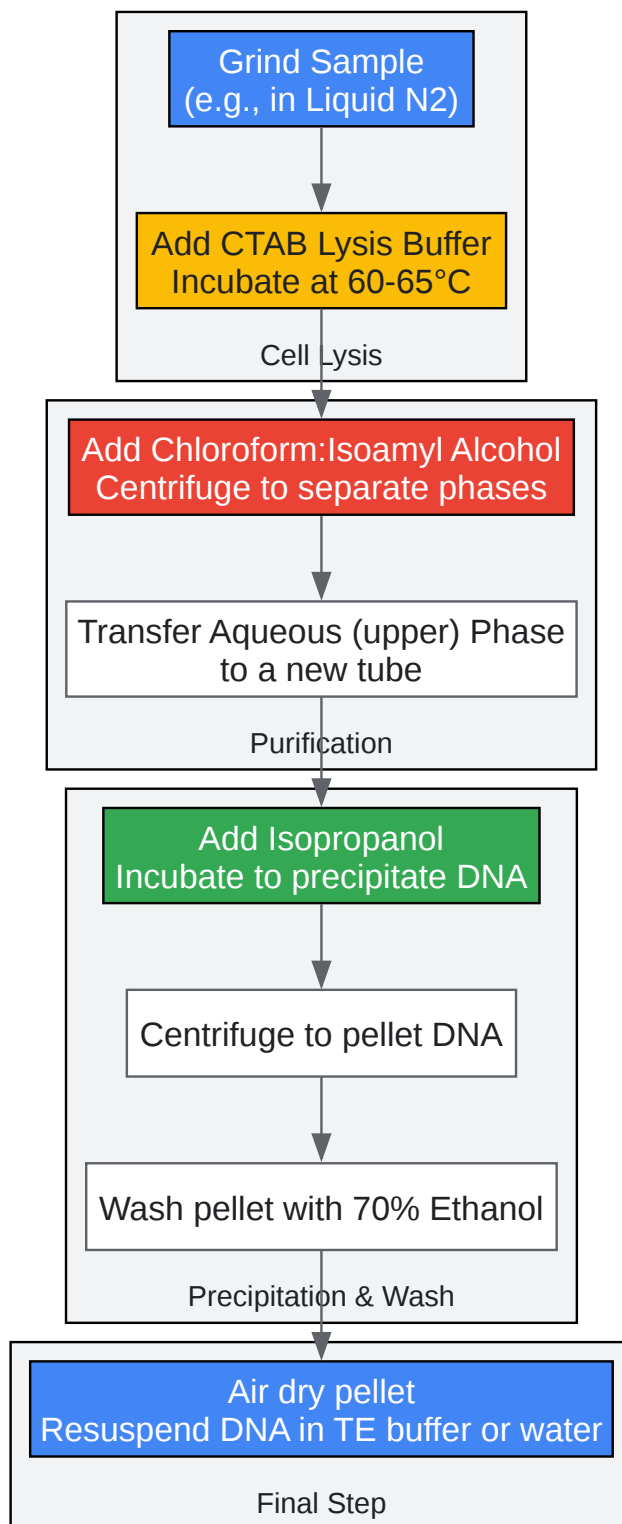 Grind Sample
(e.g., in Liquid N2)
Add CTAB Lysis Buffer
Incubate at 60-65°C
Cell Lysis
Add Chloroform:Isoamyl Alcohol
Centrifuge to separate phases
Transfer Aqueous (upper) Phase
to a new tube
Purification
Add Isopropanol
Incubate to precipitate DNA
Centrifuge to pellet DNA
Wash pellet with 70% Ethanol
Precipitation & Wash
Air dry pellet
Resuspend DNA in TE buffer or water
Final Step